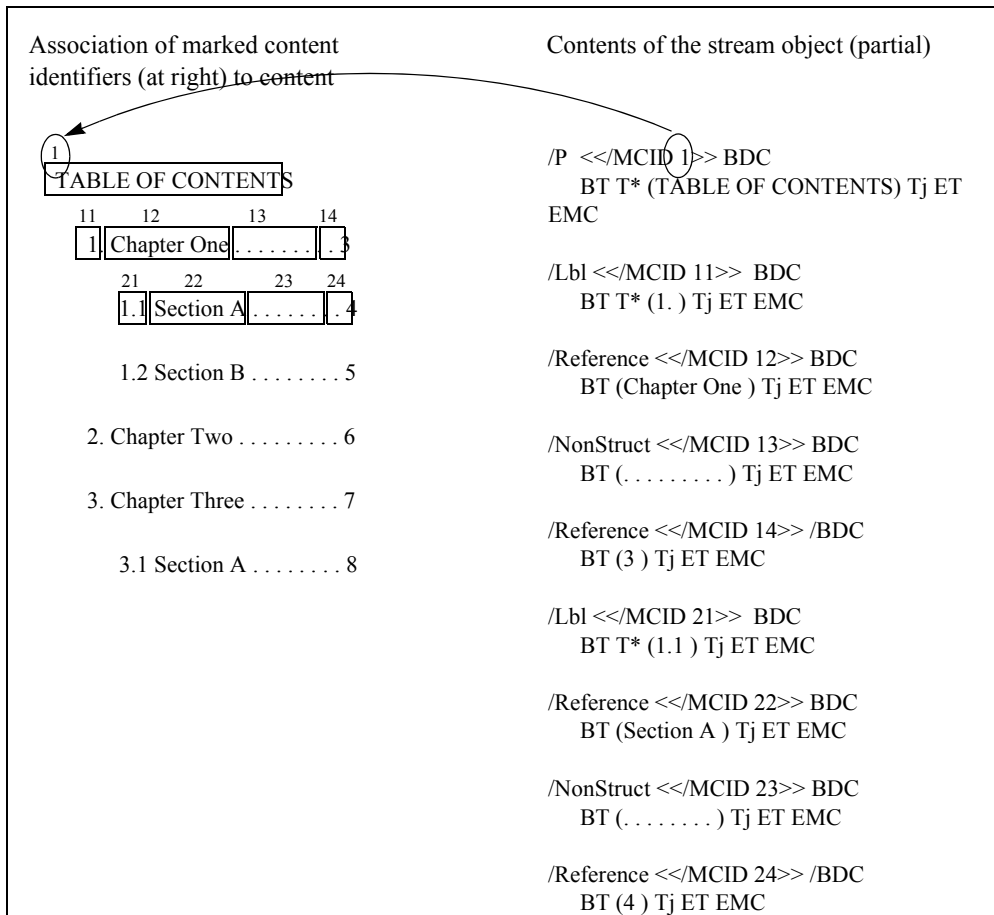 Association of marked content
identifiers (at right) to content
1
TABLE OF CONTENTS
11 12 13 14
1. Chapter One . . . . . . . . . 3
21 22 23 24
1.1 Section A . . . . . . . . 4
1.2 Section B . . . . . . . . 5
2. Chapter Two . . . . . . . . . 6
3. Chapter Three . . . . . . . . 7
3.1 Section A . . . . . . . . 8
Contents of the stream object (partial)
/P <</MCID 1>> BDC
BT T* (TABLE OF CONTENTS) Tj ET
EMC
/Lbl <</MCID 11>> BDC
BT T* (1. ) Tj ET EMC
/Reference <</MCID 12>> BDC
BT (Chapter One ) Tj ET EMC
/NonStruct <</MCID 13>> BDC
BT (. . . . . . . . . ) Tj ET EMC
/Reference <</MCID 14>> /BDC
BT (3 ) Tj ET EMC
/Lbl <</MCID 21>> BDC
BT T* (1.1 ) Tj ET EMC
/Reference <</MCID 22>> BDC
BT (Section A ) Tj ET EMC
/NonStruct <</MCID 23>> BDC
BT (. . . . . . . . ) Tj ET EMC
/Reference <</MCID 24>> /BDC
BT (4 ) Tj ET EMC